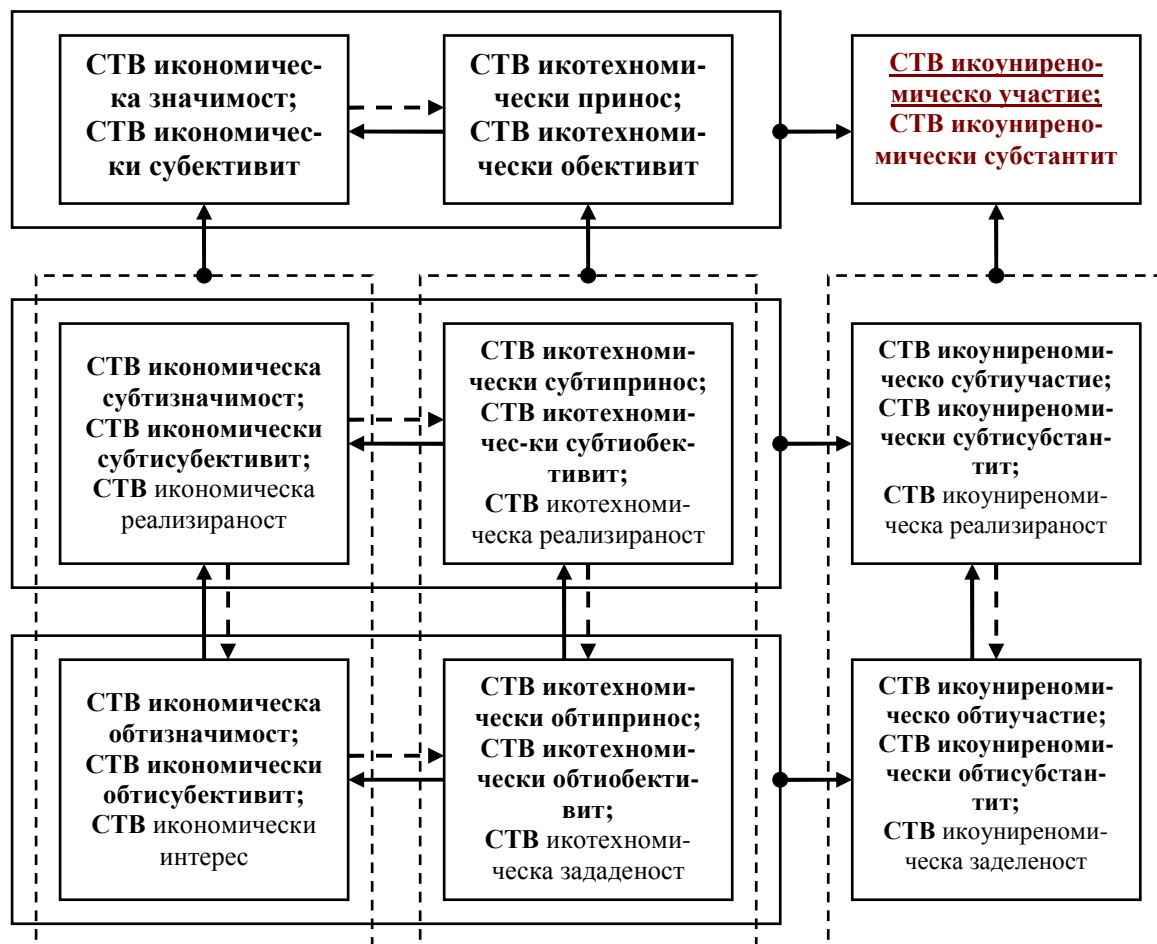 СТВ икономичес-
ка значимост;
СТВ икономичес-
ки субективит
СТВ икотехноми-
чески принос;
СТВ икотехноми-
чески обективит
СТВ икоунирено-
мическо участие;
СТВ икоунирено-
мически субстантит
СТВ икономическа
субтизначимост;
СТВ икономически
субтисубективит;
СТВ икономическа
реализираност
СТВ икотехноми-
чески субтипринос;
СТВ икотехноми-
чес-ки субтиобек-
тивит;
СТВ икотехноми-
ческа реализираност
СТВ икоуниреноми-
ческо субтиучастие;
СТВ икоуниреноми-
чески субтисубстан-
тит;
СТВ икоуниреноми-
ческа реализираност
СТВ икономическа
обтизначимост;
СТВ икономически
обтисубективит;
СТВ икономически
интерес
СТВ икотехноми-
чески обтипринос;
СТВ икотехноми-
чески обтиобекти-
вит;
СТВ икотехноми-
ческа зададеност
СТВ икоуниреноми-
ческо обтиучастие;
СТВ икоуниреноми-
чески обтисубстан-
тит;
СТВ икоуниреноми-
ческа заделеност